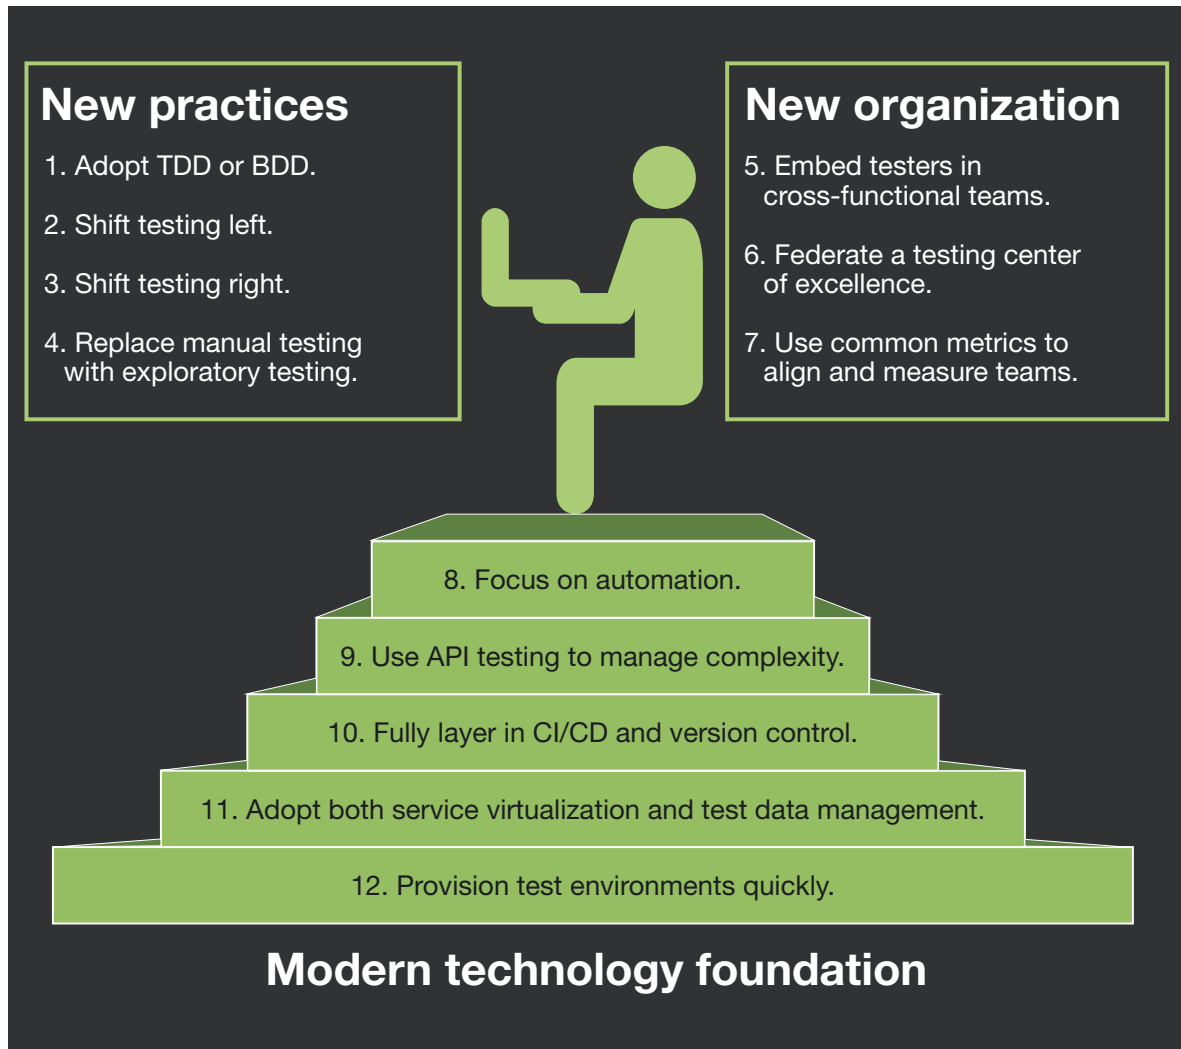 New practices
1. Adopt TDD or BDD.
2. Shift testing left.
3. Shift testing right.
4. Replace manual testing
with exploratory testing.
New organization
5. Embed testers in
cross-functional teams.
6. Federate a testing center
of excellence.
7. Use common metrics to
align and measure teams.
8. Focus on automation.
9. Use API testing to manage complexity.
10. Fully layer in CI/CD and version control.
11. Adopt both service virtualization and test data management.
12. Provision test environments quickly.
Modern technology foundation